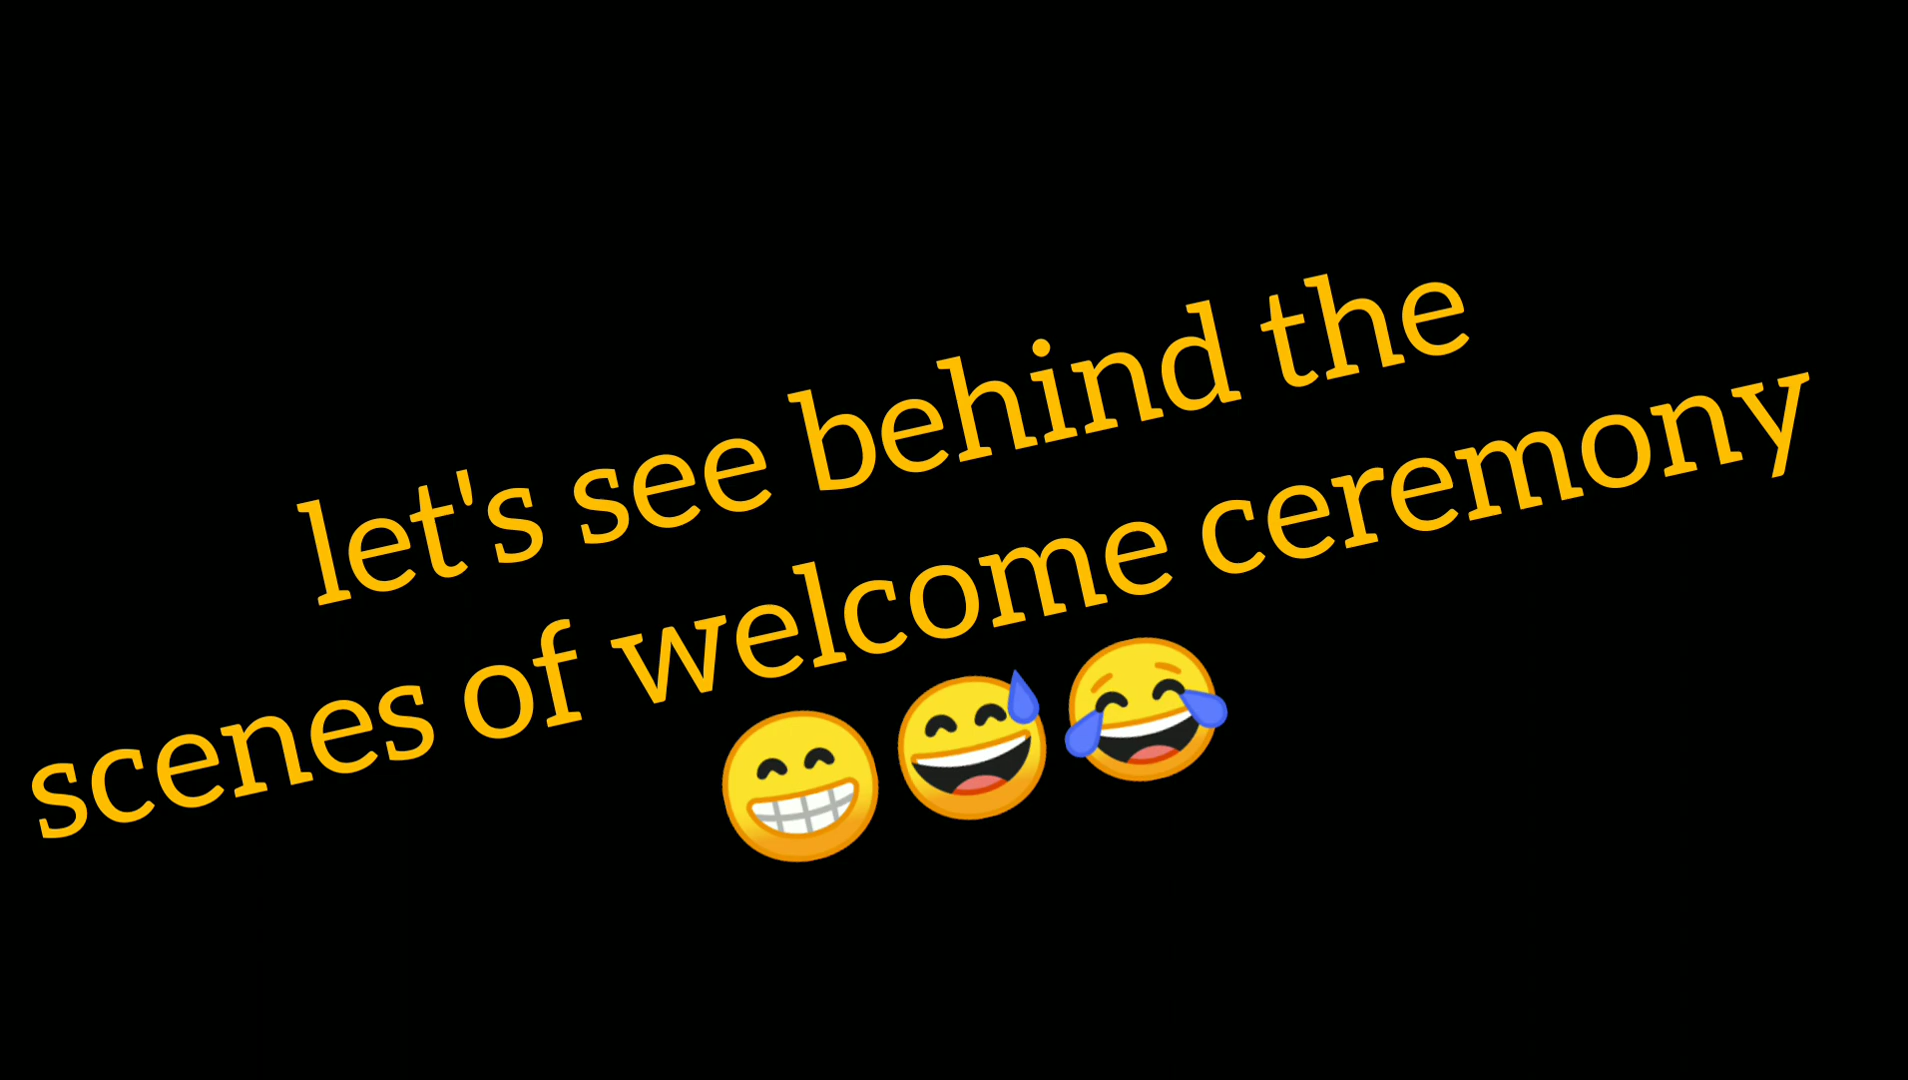 let's see behind the
scenes of welcome ceremony
😁😅😂